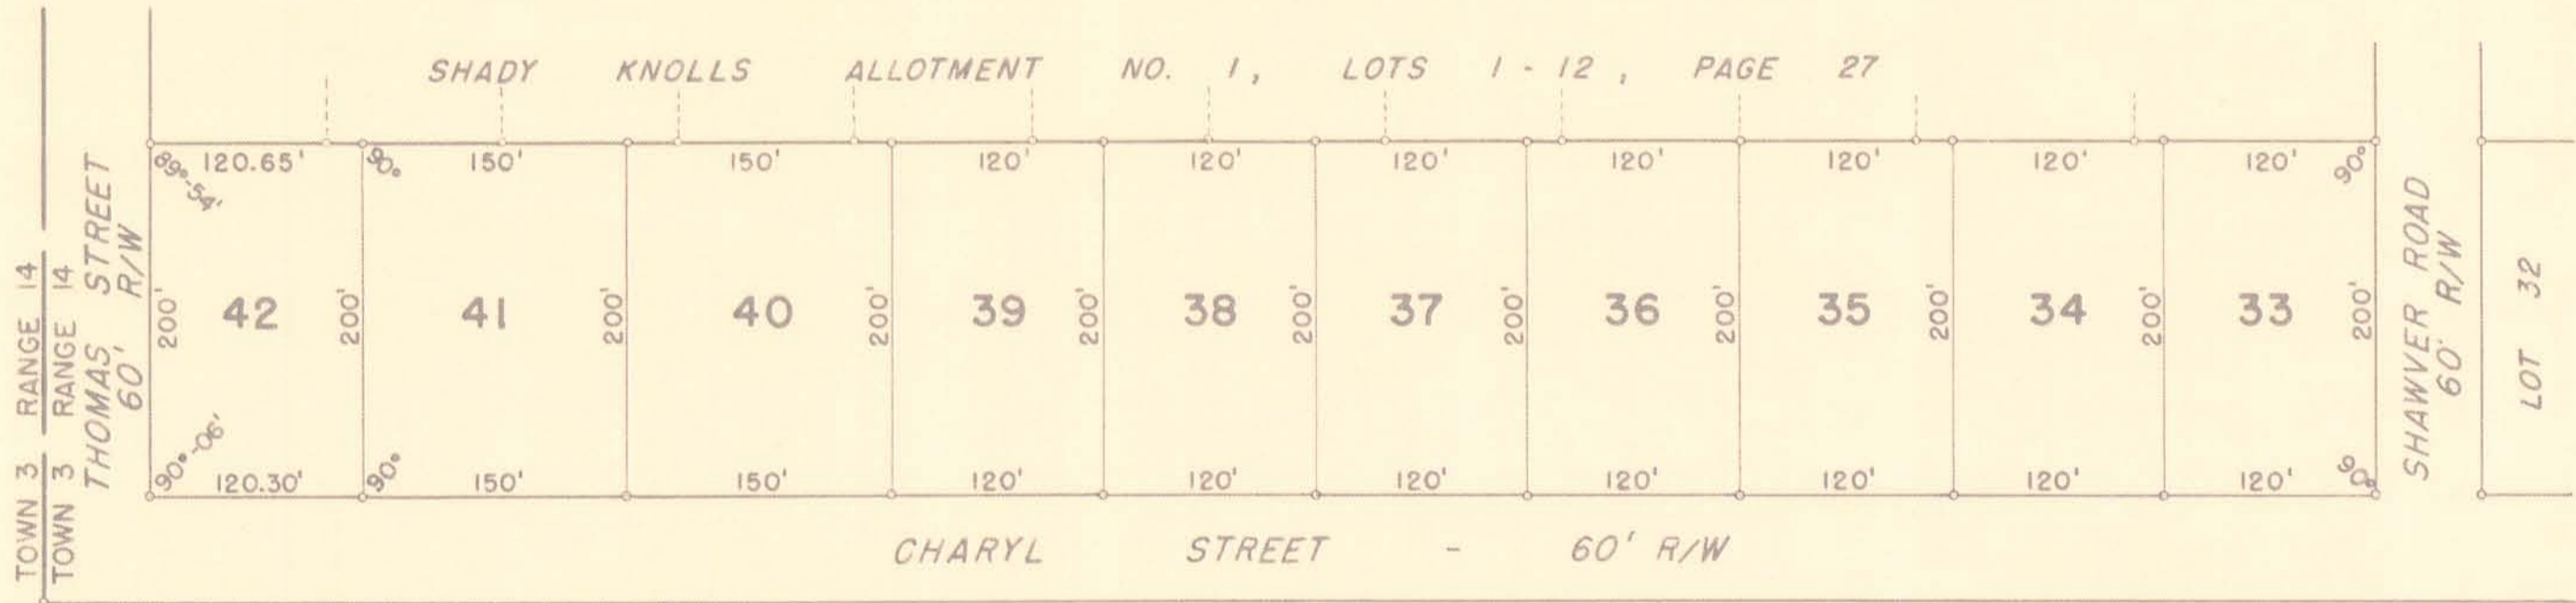 SHADY KNOLLS ALLOTMENT NO. 1, LOTS 1 - 12, PAGE 27
120.65' 150' 150' 120' 120' 120' 120' 120' 120' 120'
89°-54' 90° 90°
TOWN 3 RANGE 14
TOWN 3 RANGE 14
THOMAS STREET
60' R/W
200' 42 200' 41 200' 40 200' 39 200' 38 200' 37 200' 36 200' 35 200' 34 200' 33 200'
SHAWVER ROAD
60' R/W
LOT 32
90°-06' 90° 90°
120.30' 150' 150' 120' 120' 120' 120' 120' 120' 120'
CHARYL STREET - 60' R/W